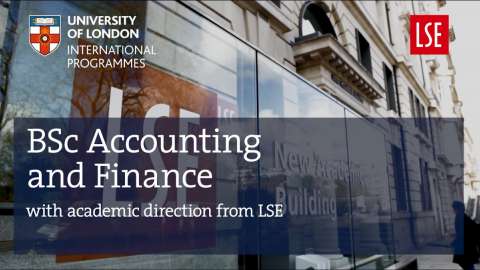 UNIVERSITY
OF LONDON
INTERNATIONAL
PROGRAMMES
LSE
LSE
LSE
BSc Accounting
and Finance
New Academic
Building
with academic direction from LSE